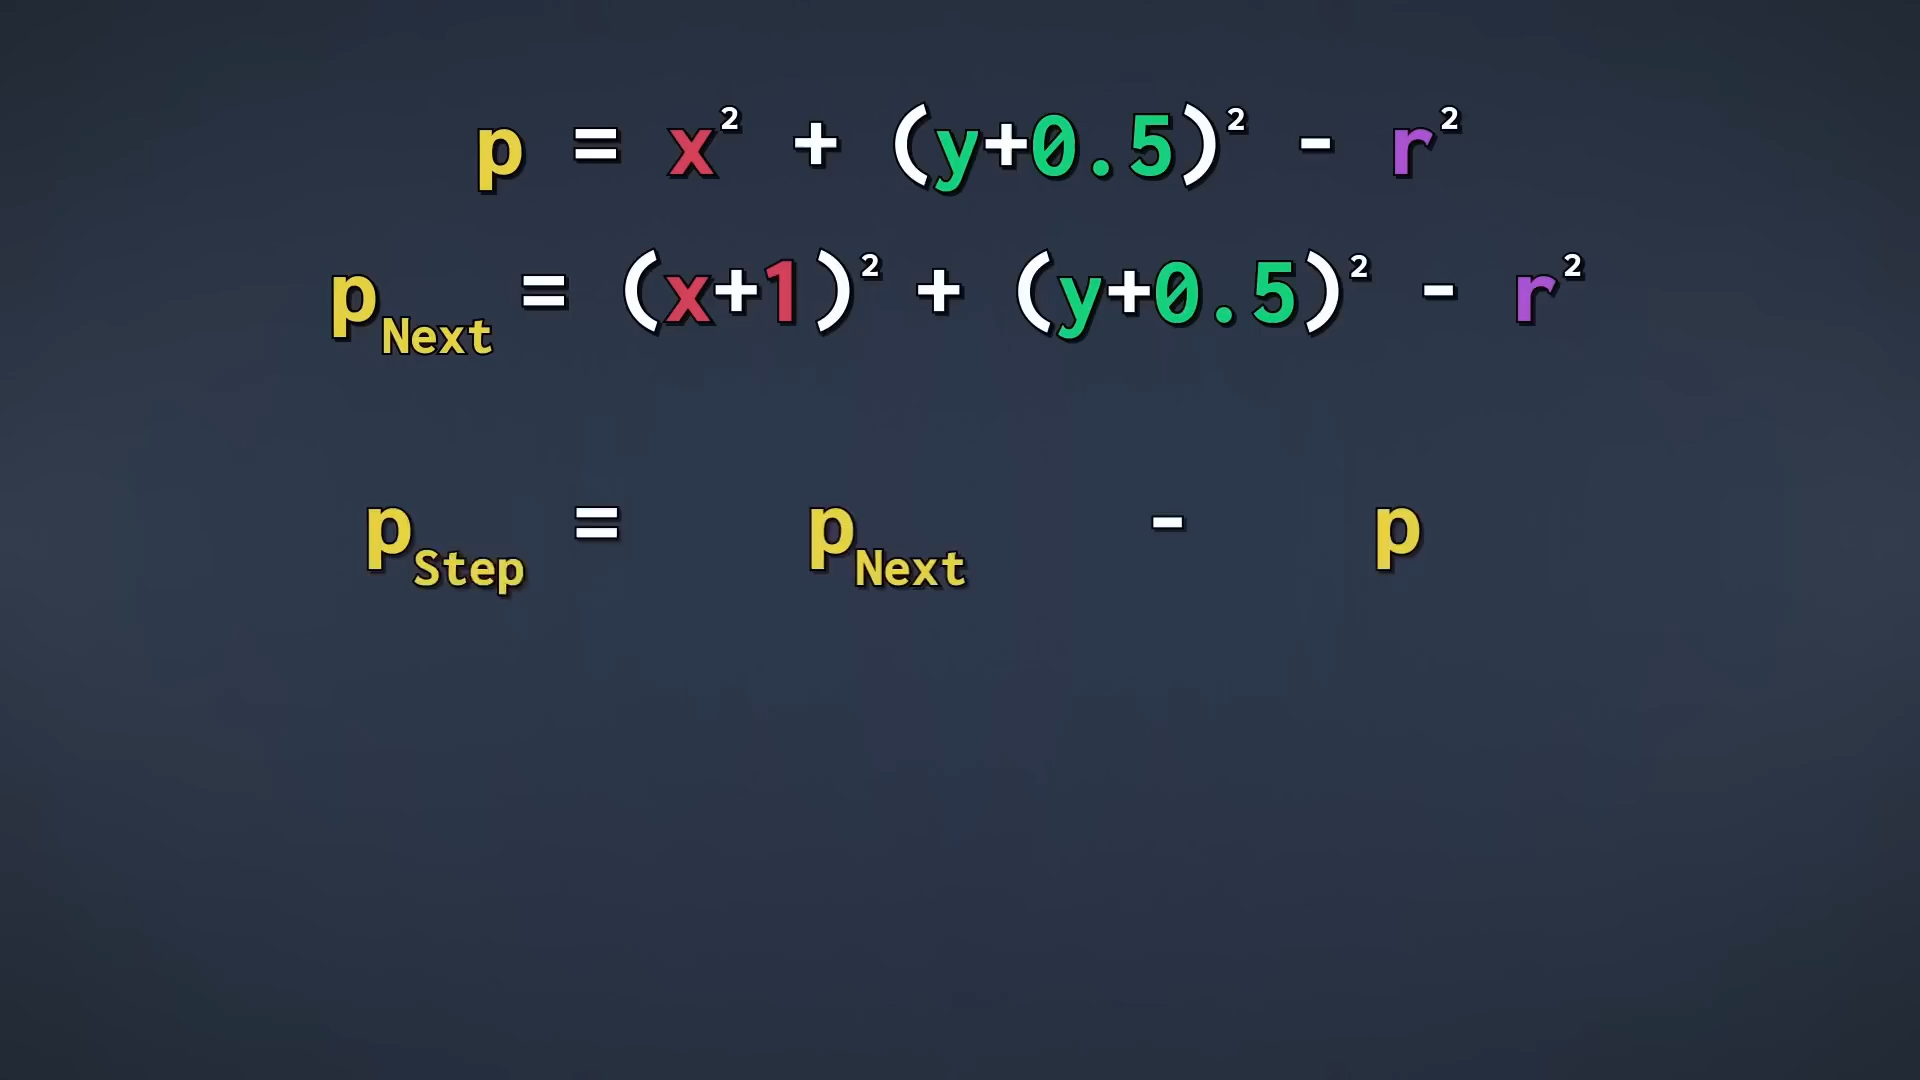 p = x² + (y+0.5)² - r²
pNext = (x+1)² + (y+0.5)² - r²
pStep = pNext - p